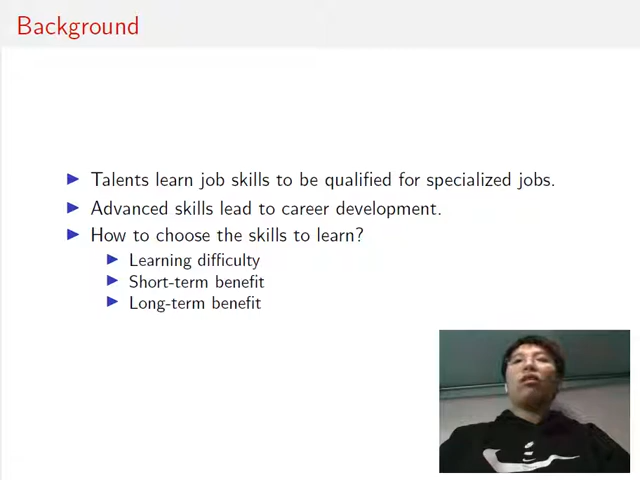 Background
Talents learn job skills to be qualified for specialized jobs.
Advanced skills lead to career development.
How to choose the skills to learn?
Learning difficulty
Short-term benefit
Long-term benefit